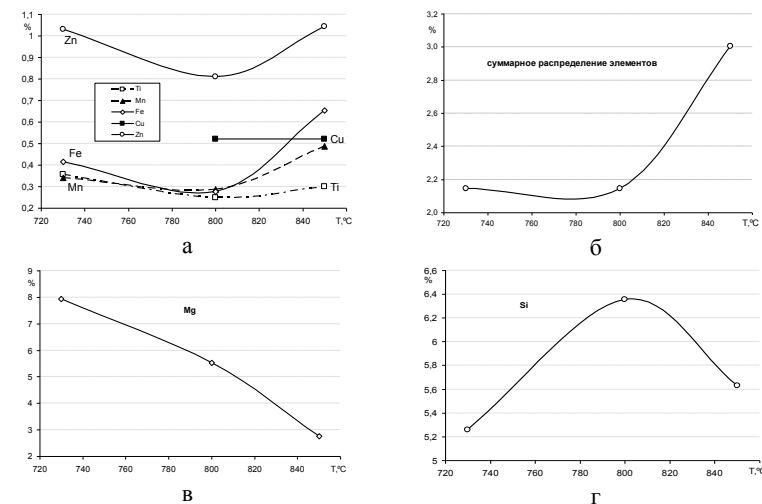 1,1
%
1
0,9
0,8
0,7
0,6
0,5
0,4
0,3
0,2
Zn
Ti
Mn
Fe
Cu
Zn
Fe
Mn
Cu
Ti
720 740 760 780 800 820 840 T,ºC
а
3,2
%
3,0
2,8
2,6
2,4
2,2
2,0
суммарное распределение элементов
720 740 760 780 800 820 840 T,ºC
б
9
%
8
7
6
5
4
3
2
Mg
720 740 760 780 800 820 840 T,ºC
в
6,6
%
6,4
6,2
6
5,8
5,6
5,4
5,2
5
Si
720 740 760 780 800 820 840 T,ºC
г